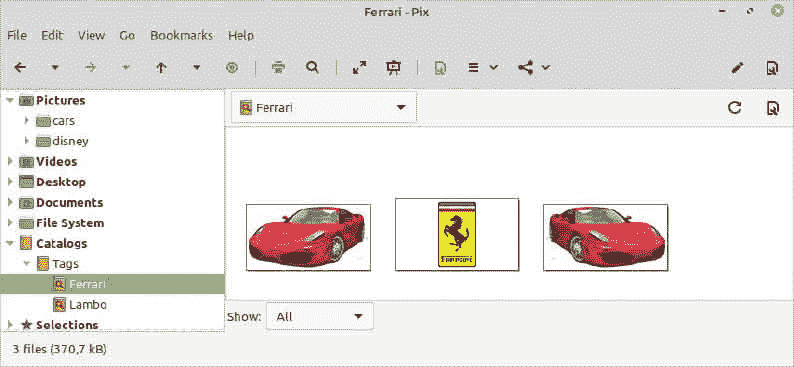 Ferrari - Pix
File Edit View Go Bookmarks Help
Pictures
Ferrari
cars
disney
Videos
Desktop
Documents
File System
Catalogs
Tags
Ferrari
Lambo
Selections
Show: All
3 files (370,7 kB)